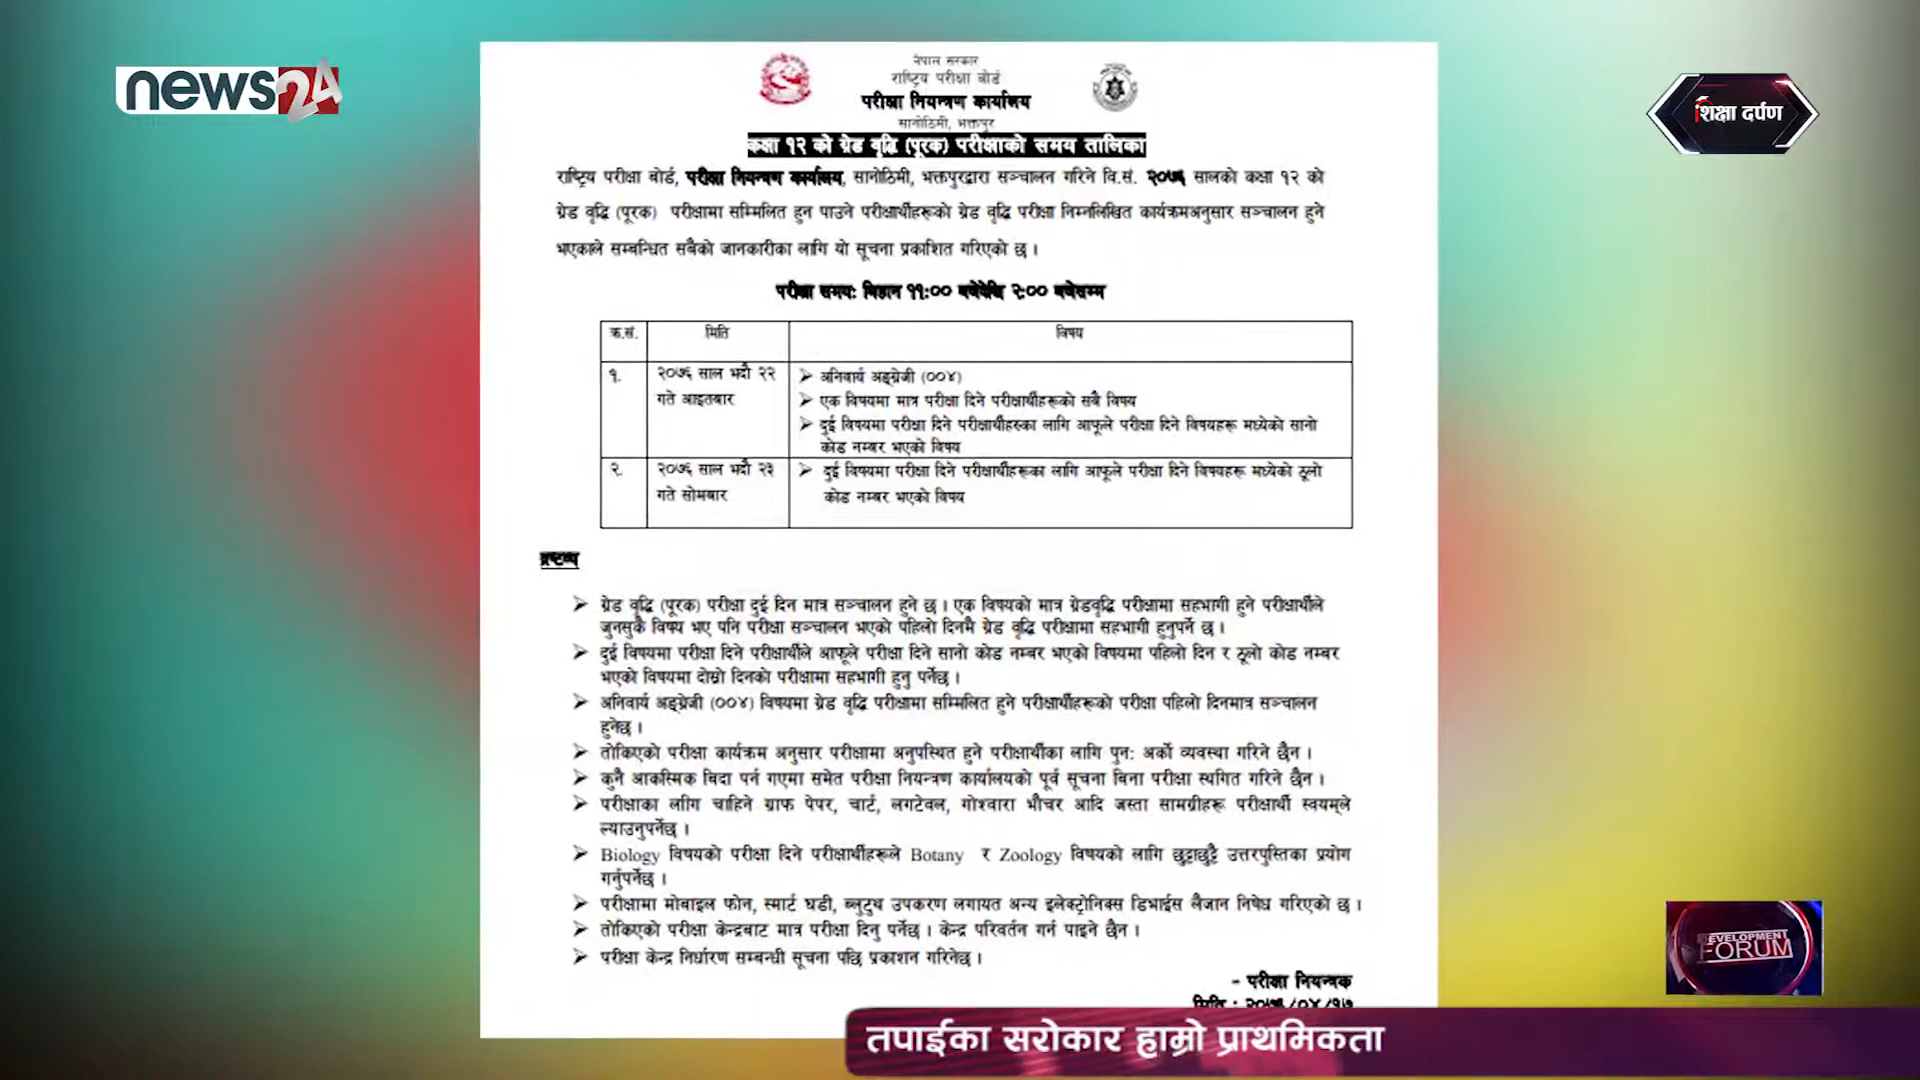 news24
शिक्षा दर्पण
नेपाल सरकार
राष्ट्रिय परीक्षा बोर्ड
परीक्षा नियन्त्रण कार्यालय
सानोठिमी, भक्तपुर
कक्षा १२ को ग्रेड वृद्धि (पूरक) परीक्षाको समय तालिका
राष्ट्रिय परीक्षा बोर्ड, परीक्षा नियन्त्रण कार्यालय, सानोठिमी, भक्तपुरद्वारा सञ्चालन गरिने वि.सं. २०७६ सालको कक्षा १२ को
ग्रेड वृद्धि (पूरक) परीक्षामा सम्मिलित हुन पाउने परीक्षार्थीहरूको ग्रेड वृद्धि परीक्षा निम्नलिखित कार्यक्रमअनुसार सञ्चालन हुने
भएकाले सम्बन्धित सबैको जानकारीका लागि यो सूचना प्रकाशित गरिएको छ ।
परीक्षा समय: बिहान ११:०० बजेदेखि २:०० बजेसम्म
क्र.सं. मिति विषय
१. २०७६ साल भदौ २२ गते आइतबार
➢ अनिवार्य अङ्ग्रेजी (००४)
➢ एक विषयमा मात्र परीक्षा दिने परीक्षार्थीहरूको सबै विषय
➢ दुई विषयमा परीक्षा दिने परीक्षार्थीहरुका लागि आफूले परीक्षा दिने विषयहरू मध्येको सानो
कोड नम्बर भएको विषय
२. २०७६ साल भदौ २३ गते सोमबार
➢ दुई विषयमा परीक्षा दिने परीक्षार्थीहरूका लागि आफूले परीक्षा दिने विषयहरू मध्येको ठूलो
कोड नम्बर भएको विषय
द्रष्टव्य
➢ ग्रेड वृद्धि (पूरक) परीक्षा दुई दिन मात्र सञ्चालन हुने छ । एक विषयको मात्र ग्रेडवृद्धि परीक्षामा सहभागी हुने परीक्षार्थीले
जुनसुकै विषय भए पनि परीक्षा सञ्चालन भएको पहिलो दिनमै ग्रेड वृद्धि परीक्षामा सहभागी हुनुपर्ने छ ।
➢ दुई विषयमा परीक्षा दिने परीक्षार्थीले आफूले परीक्षा दिने सानो कोड नम्बर भएको विषयमा पहिलो दिन र ठूलो कोड नम्बर
भएको विषयमा दोस्रो दिनको परीक्षामा सहभागी हुनु पर्नेछ ।
➢ अनिवार्य अङ्ग्रेजी (००४) विषयमा ग्रेड वृद्धि परीक्षामा सम्मिलित हुने परीक्षार्थीहरूको परीक्षा पहिलो दिनमात्र सञ्चालन
हुनेछ ।
➢ तोकिएको परीक्षा कार्यक्रम अनुसार परीक्षामा अनुपस्थित हुने परीक्षार्थीका लागि पुन: अर्को व्यवस्था गरिने छैन ।
➢ कुनै आकस्मिक बिदा पर्न गएमा समेत परीक्षा नियन्त्रण कार्यालयको पूर्व सूचना बिना परीक्षा स्थगित गरिने छैन ।
➢ परीक्षाका लागि चाहिने ग्राफ पेपर, चार्ट, लगटेबल, गोश्वारा भौचर आदि जस्ता सामग्रीहरू परीक्षार्थी स्वयम्ले
ल्याउनुपर्नेछ ।
➢ Biology विषयको परीक्षा दिने परीक्षार्थीहरूले Botany र Zoology विषयको लागि छुट्टाछुट्टै उत्तरपुस्तिका प्रयोग
गर्नुपर्नेछ ।
➢ परीक्षामा मोबाइल फोन, स्मार्ट घडी, ब्लुटुथ उपकरण लगायत अन्य इलेक्ट्रोनिक्स डिभाईस लैजान निषेध गरिएको छ ।
➢ तोकिएको परीक्षा केन्द्रबाट मात्र परीक्षा दिनु पर्नेछ । केन्द्र परिवर्तन गर्न पाइने छैन ।
➢ परीक्षा केन्द्र निर्धारण सम्बन्धी सूचना पछि प्रकाशन गरिनेछ ।
- परीक्षा नियन्त्रक
मिति : २०७६/०४/१७
DEVELOPMENT
FORUM
तपाईका सरोकार हाम्रो प्राथमिकता